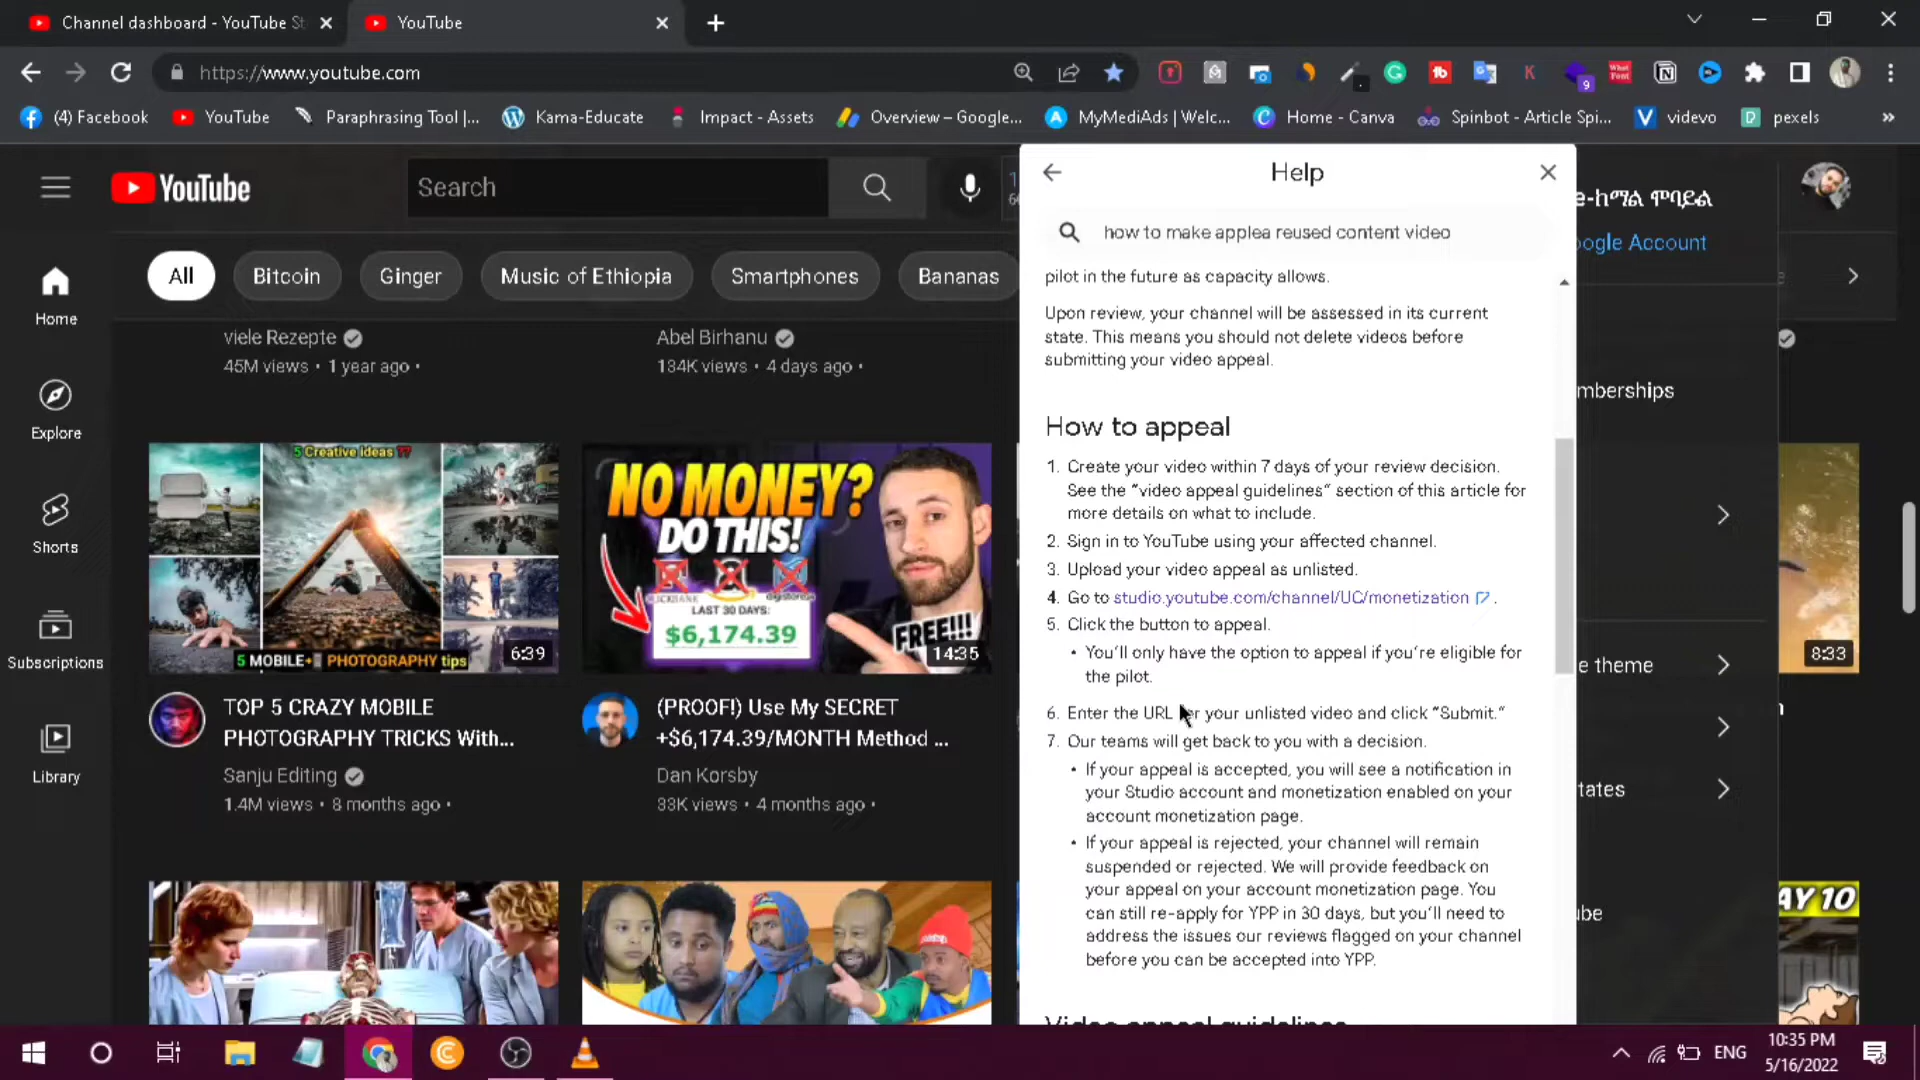 Channel dashboard - YouTube St
YouTube
https://www.youtube.com
9
What Font
(4) Facebook
YouTube
Paraphrasing Tool |...
Kama-Educate
Impact - Assets
Overview – Google...
MyMediAds | Welc...
Home - Canva
Spinbot - Article Spi...
videvo
pexels
YouTube
Search
All
Bitcoin
Ginger
Music of Ethiopia
Smartphones
Bananas
Home
Explore
Shorts
Subscriptions
Library
viele Rezepte
45M views • 1 year ago •
Abel Birhanu
134K views • 4 days ago •
5 Creative Ideas ??
5 MOBILE+ PHOTOGRAPHY tips
6:39
TOP 5 CRAZY MOBILE
PHOTOGRAPHY TRICKS With...
Sanju Editing
1.4M views • 8 months ago •
NO MONEY?
DO THIS!
LAST 30 DAYS:
$6,174.39
FREE!!!
14:35
(PROOF!) Use My SECRET
+$6,174.39/MONTH Method ...
Dan Korsby
33K views • 4 months ago •
Help
how to make applea reused content video
pilot in the future as capacity allows.
Upon review, your channel will be assessed in its current
state. This means you should not delete videos before
submitting your video appeal.
How to appeal
1. Create your video within 7 days of your review decision.
See the "video appeal guidelines" section of this article for
more details on what to include.
2. Sign in to YouTube using your affected channel.
3. Upload your video appeal as unlisted.
4. Go to studio.youtube.com/channel/UC/monetization .
5. Click the button to appeal.
• You'll only have the option to appeal if you're eligible for
the pilot.
6. Enter the URL your unlisted video and click "Submit."
7. Our teams will get back to you with a decision.
• If your appeal is accepted, you will see a notification in
your Studio account and monetization enabled on your
account monetization page.
• If your appeal is rejected, your channel will remain
suspended or rejected. We will provide feedback on
your appeal on your account monetization page. You
can still re-apply for YPP in 30 days, but you'll need to
address the issues our reviews flagged on your channel
before you can be accepted into YPP.
Video appeal guidelines
e-ከማል ሞባይል
oogle Account
mberships
e theme
tates
be
8:33
AY 10
ENG
10:35 PM
5/16/2022